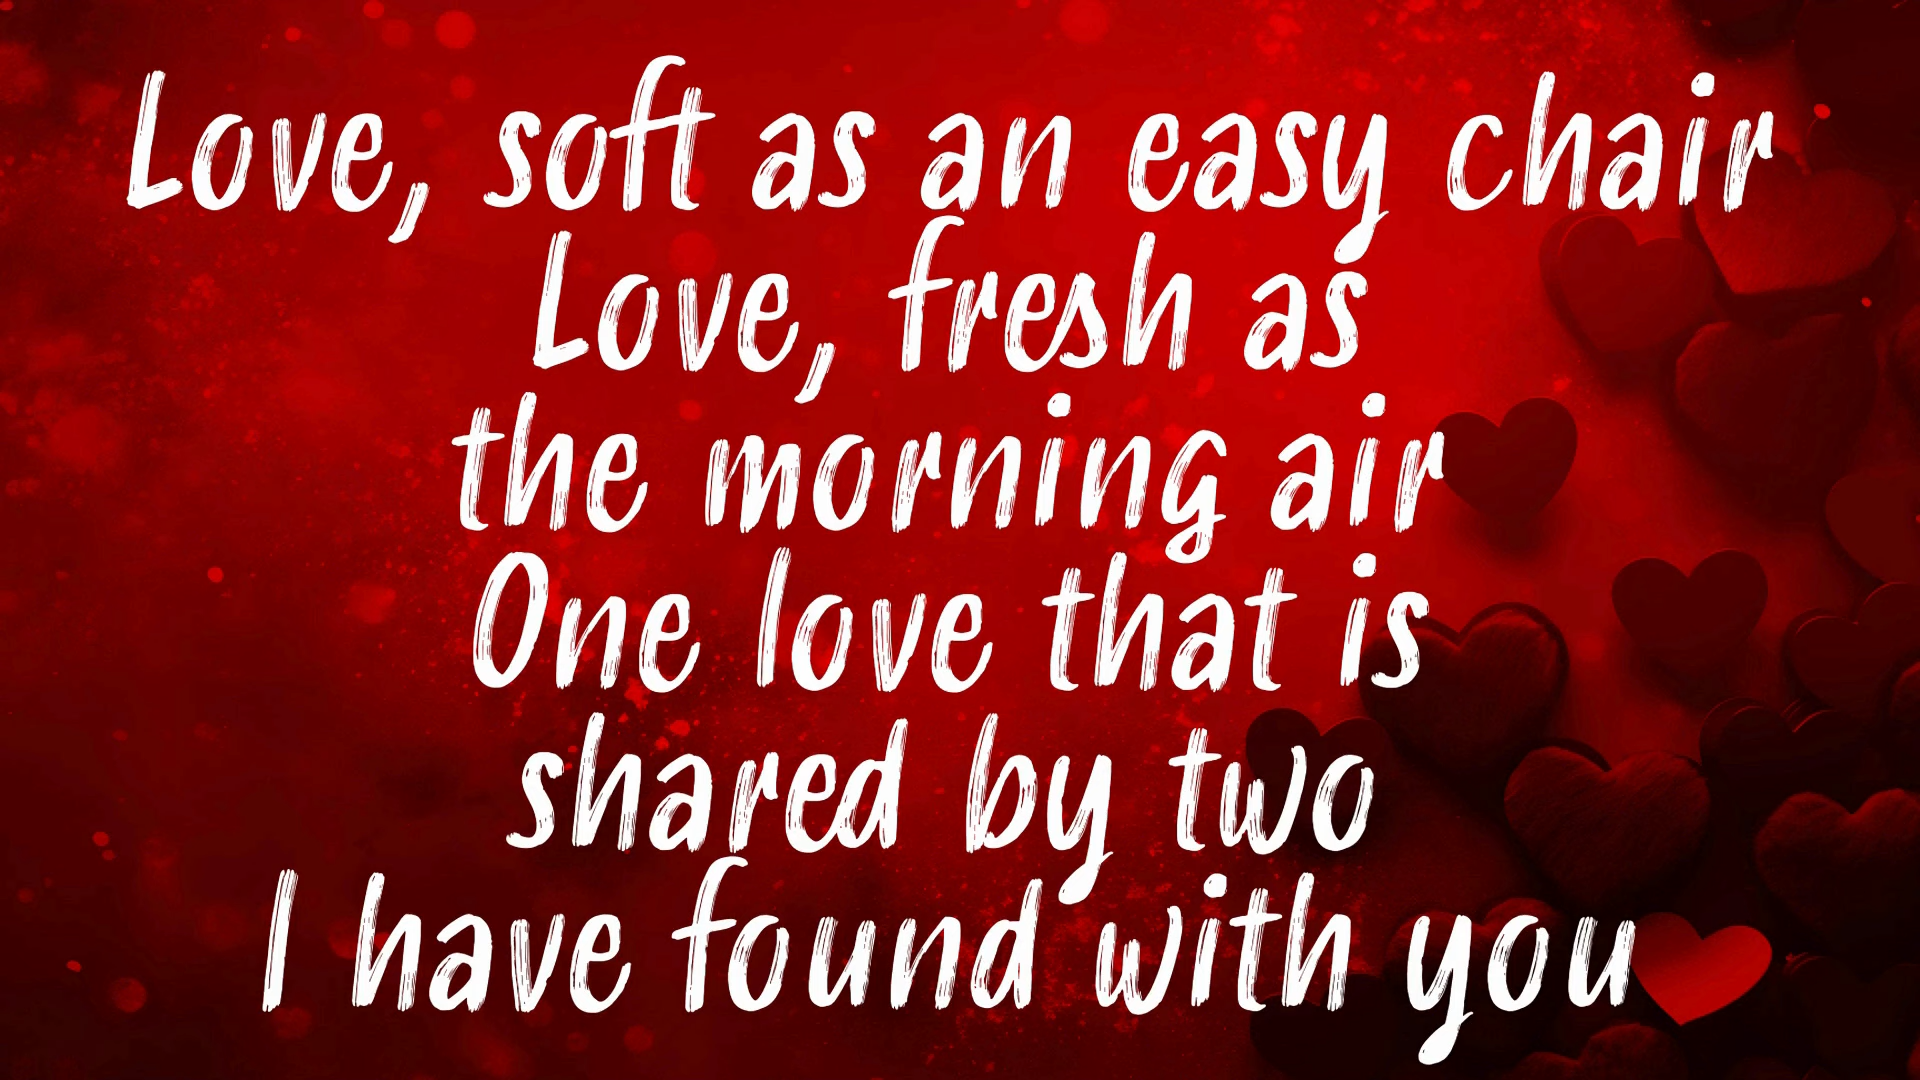 Love, soft as an easy chair
Love, fresh as
the morning air
One love that is
shared by two
I have found with you